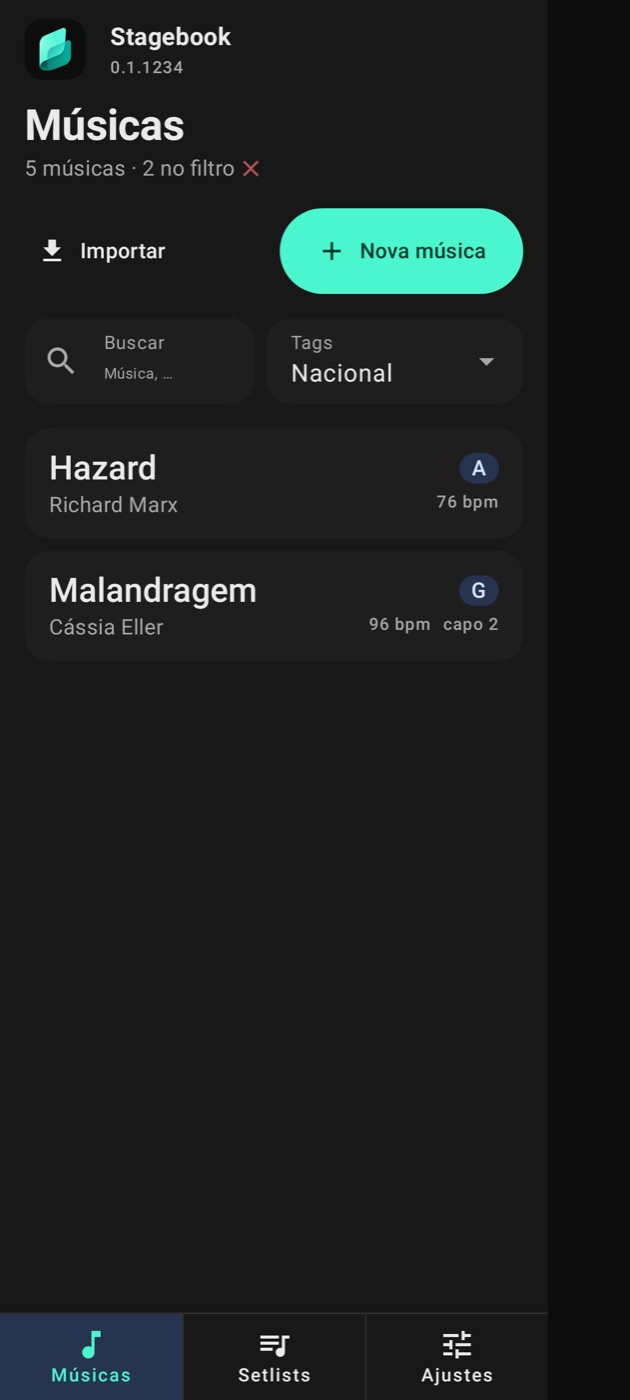 Stagebook
0.1.1234
Músicas
5 músicas · 2 no filtro
Importar
Nova música
Buscar
Música, …
Tags
Nacional
Hazard
A
Richard Marx
76 bpm
Malandragem
G
Cássia Eller
96 bpm capo 2
Músicas
Setlists
Ajustes